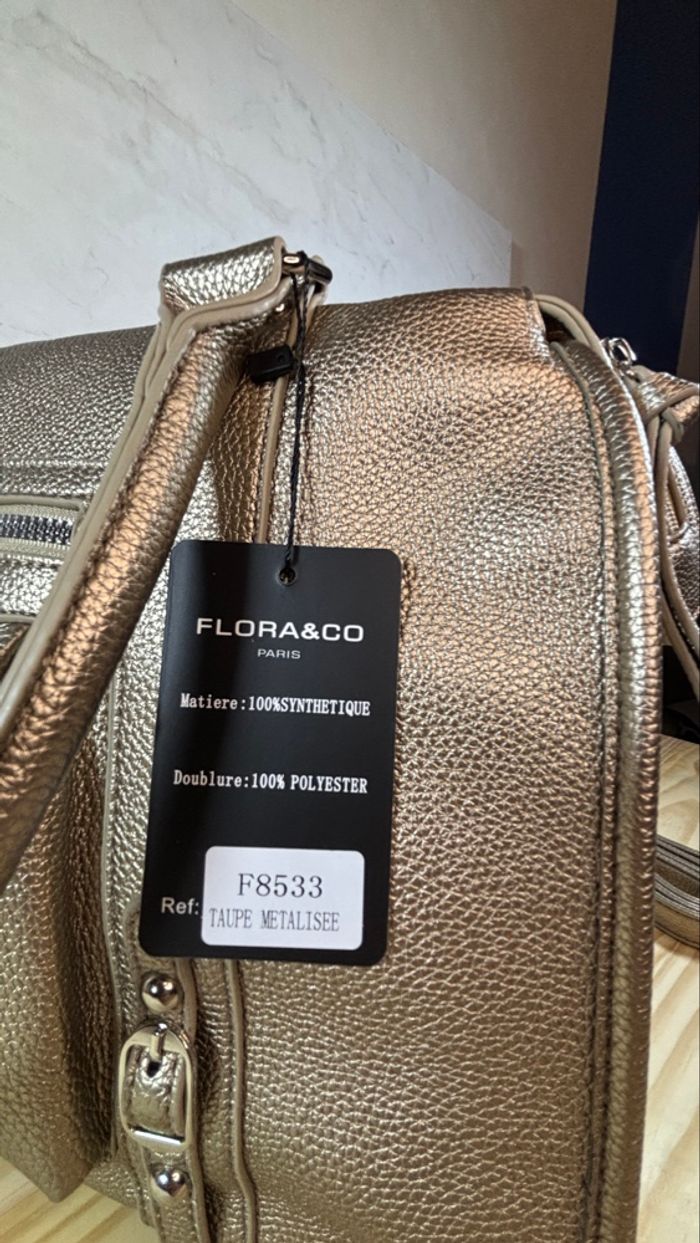 FLORA&CO
PARIS
Matiere:100%SYNTHETIQUE
Doublure:100% POLYESTER
F8533
Ref:
TAUPE METALISEE